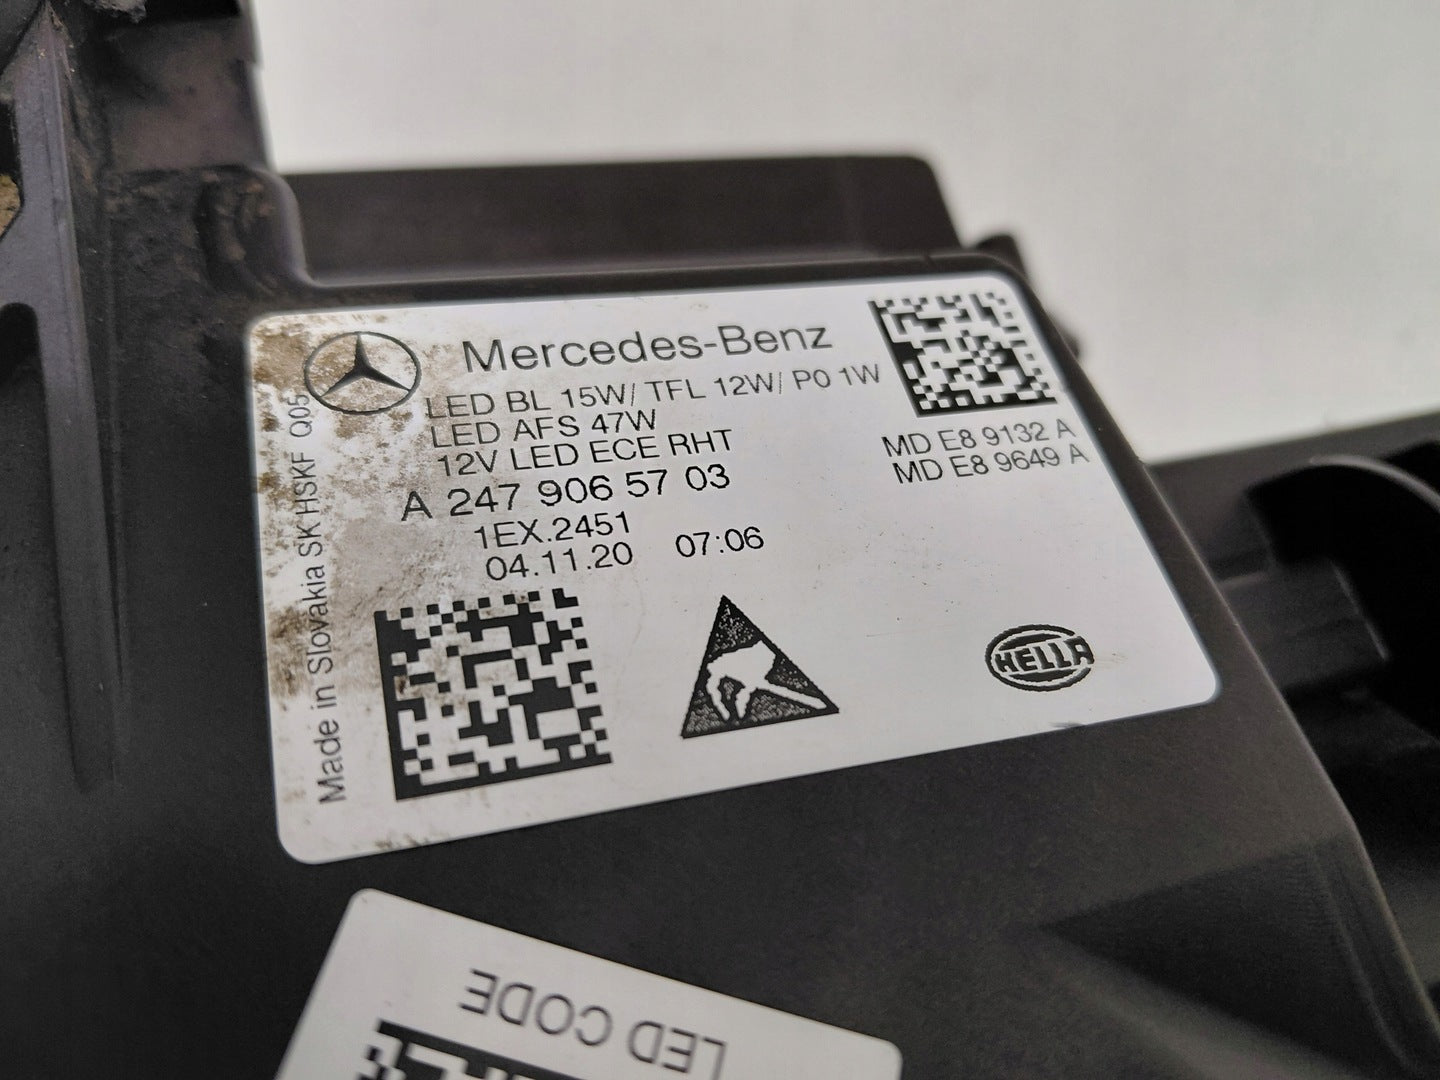 Mercedes-Benz
LED BL 15W/ TFL 12W/ PO 1W
LED AFS 47W
12V LED ECE RHT
A 247 906 57 03
1EX.2451
04.11.20 07:06
MD E8 9132 A
MD E8 9649 A
Made in Slovakia SK HSKF Q05
HELLA
LED CODE